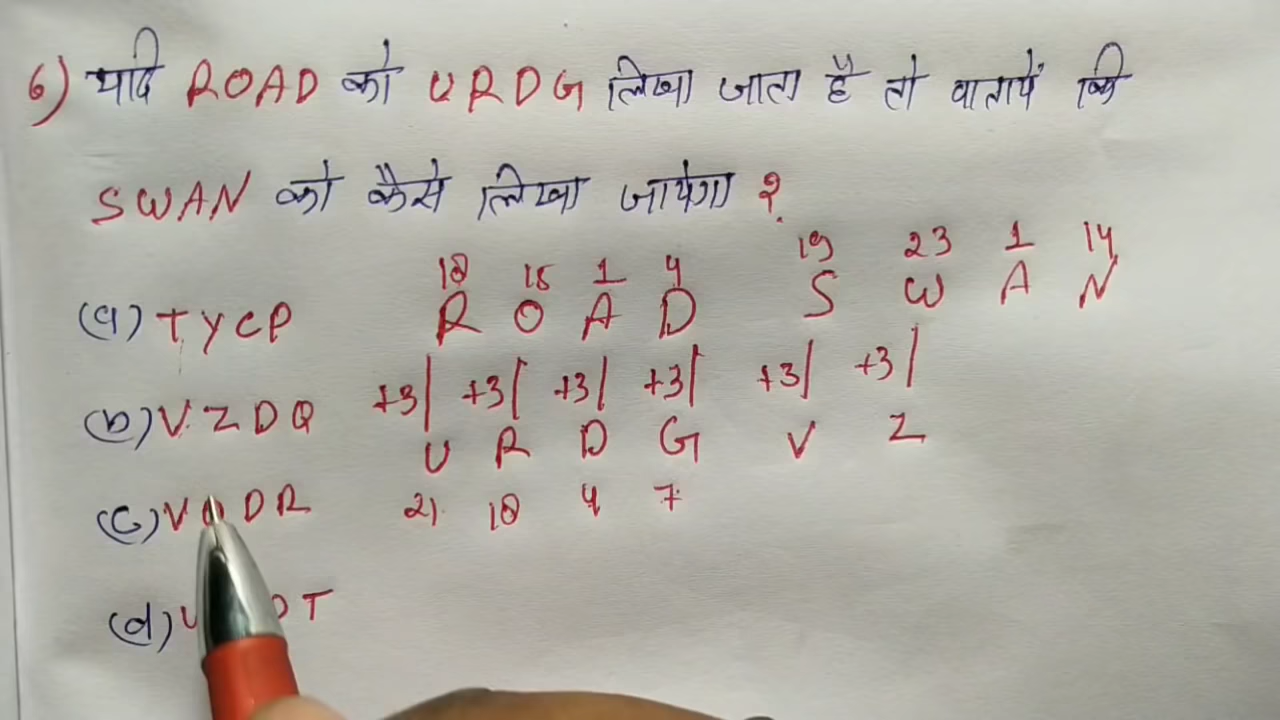 6) यदि ROAD को URDG लिखा जाता है तो वातायें कि
SWAN को कैसे लिखा जायेगा ?
18 15 1 4 19 23 1 14
(a) TYCP R O A D S W A N
+3 +3 +3 +3 +3 +3
(b) VZDQ U R D G V Z
(c) V DR 21 18 4 7
(d) T